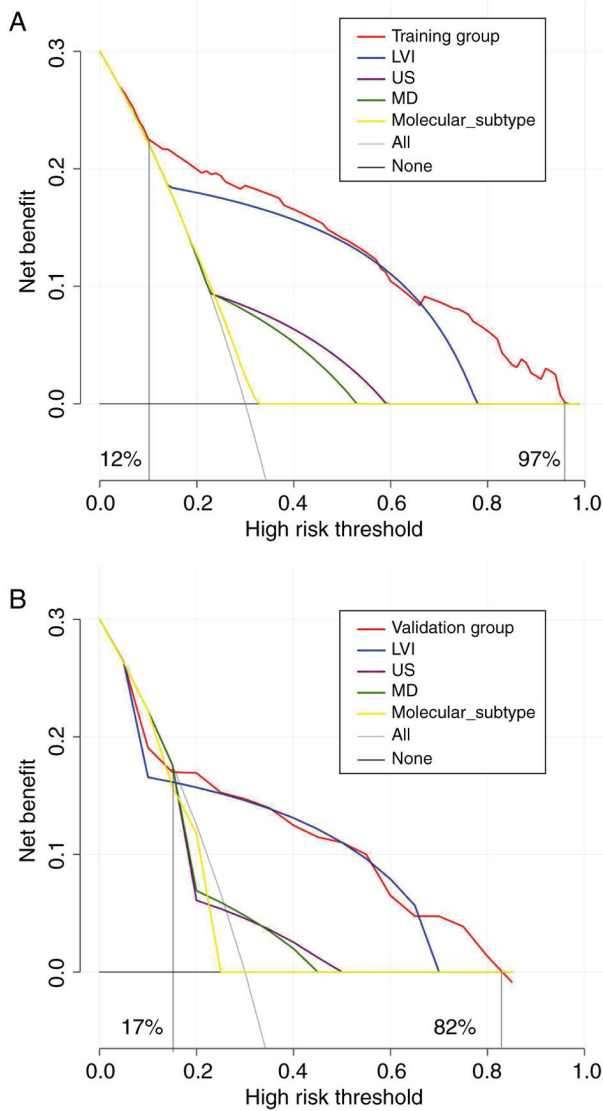 A
Net benefit
0.3
0.2
0.1
0.0
Training group
LVI
US
MD
Molecular_subtype
All
None
12%
97%
0.0 0.2 0.4 0.6 0.8 1.0
High risk threshold
B
Net benefit
0.3
0.2
0.1
0.0
Validation group
LVI
US
MD
Molecular_subtype
All
None
17%
82%
0.0 0.2 0.4 0.6 0.8 1.0
High risk threshold